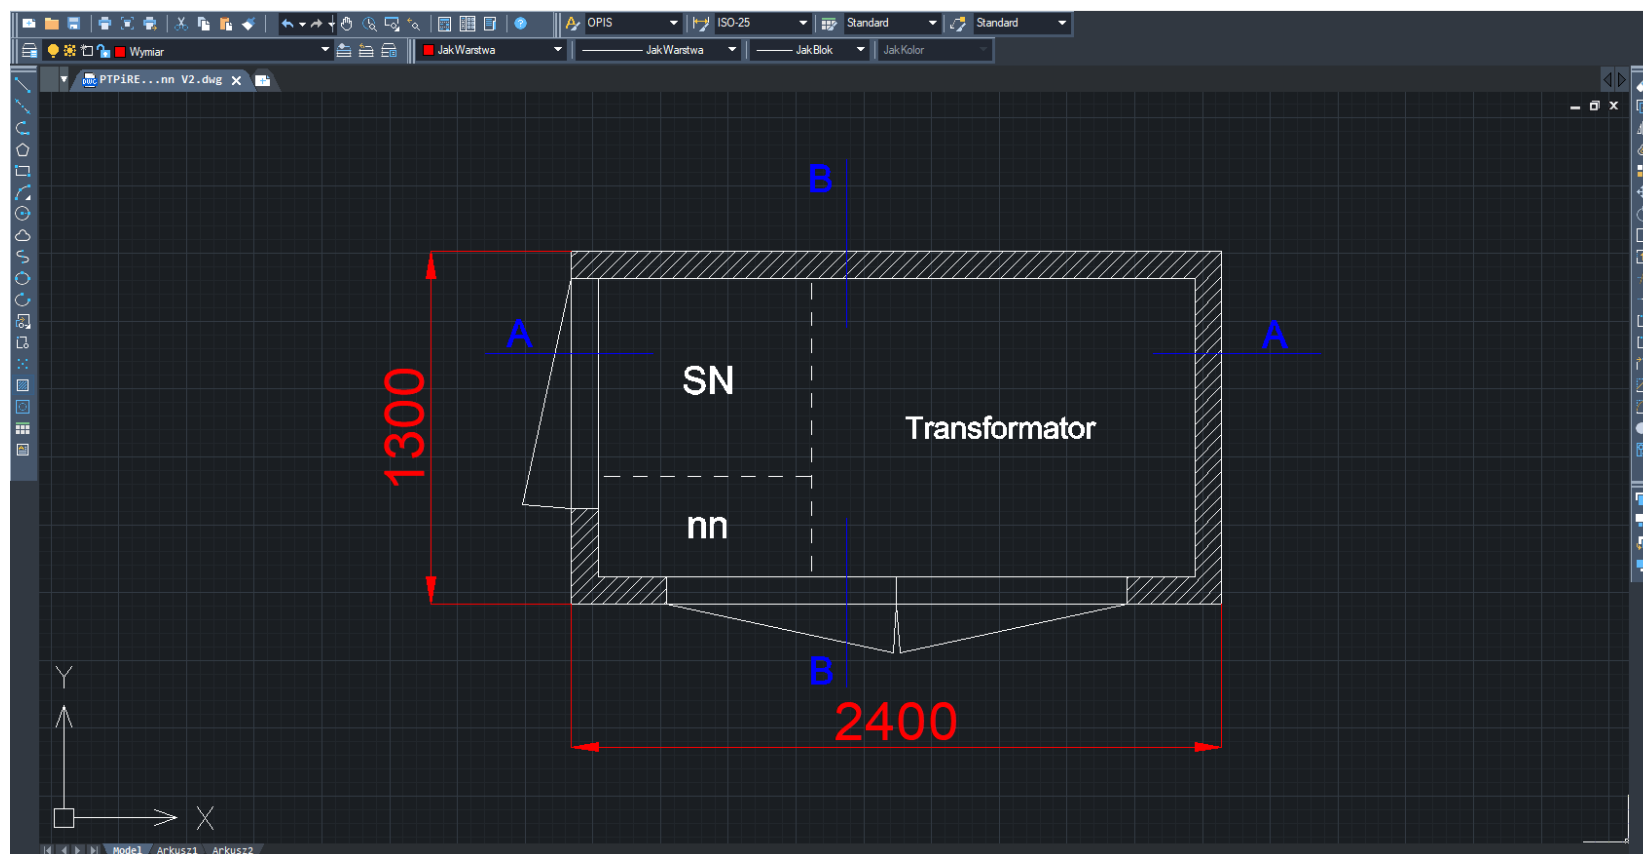 OPIS ISO-25 Standard Standard
Wymiar JakWarstwa JakWarstwa JakBlok JakKolor
PTPiRE...nn V2.dwg
B
A A
SN
1300
Transformator
nn
B
2400
Y
X
Model Arkusz1 Arkusz2